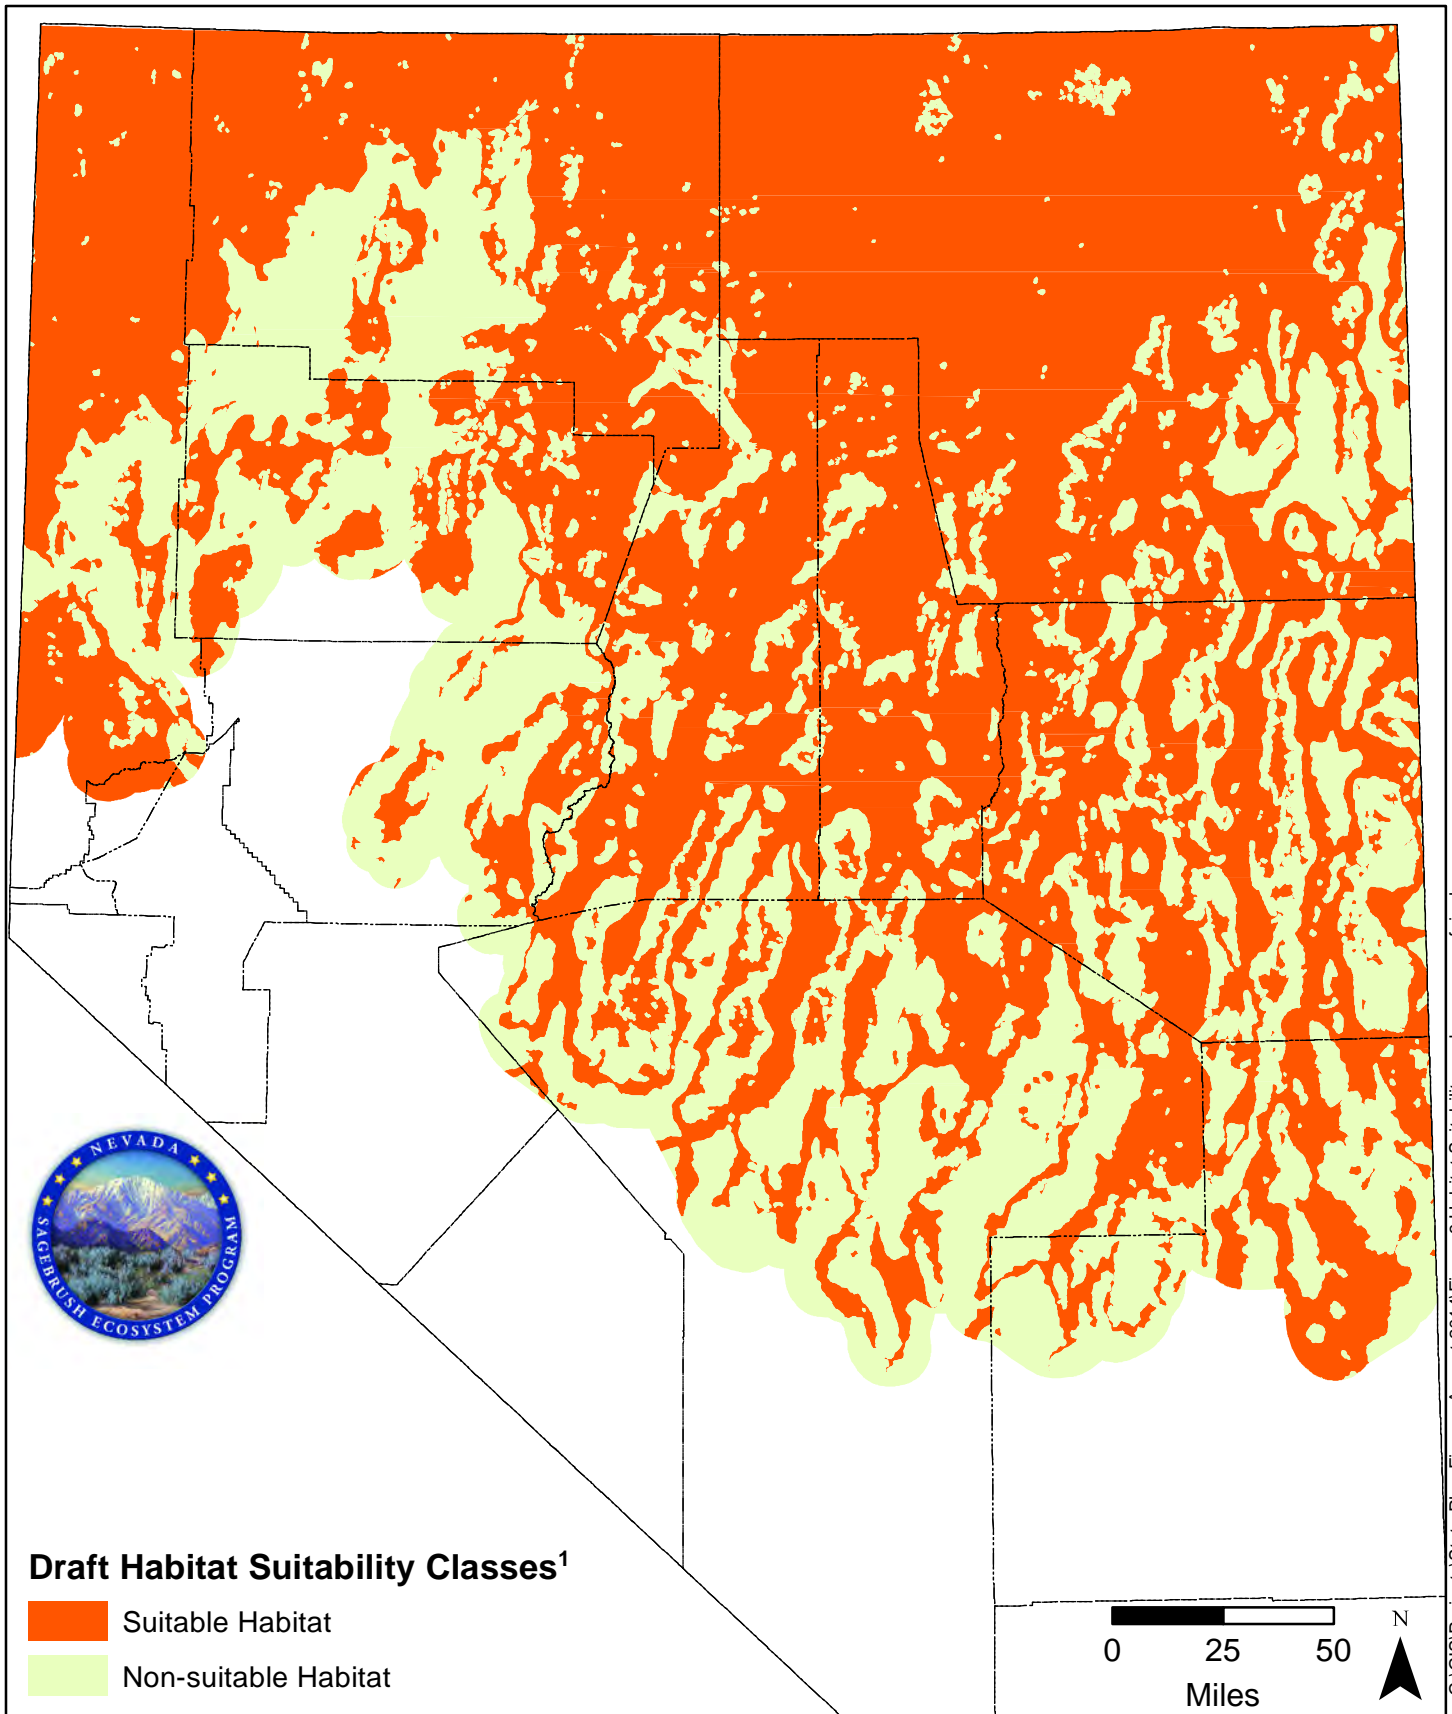 NEVADA
SAGEBRUSH ECOSYSTEM PROGRAM
Draft Habitat Suitability Classes¹
Suitable Habitat
Non-suitable Habitat
0 25 50
Miles
N